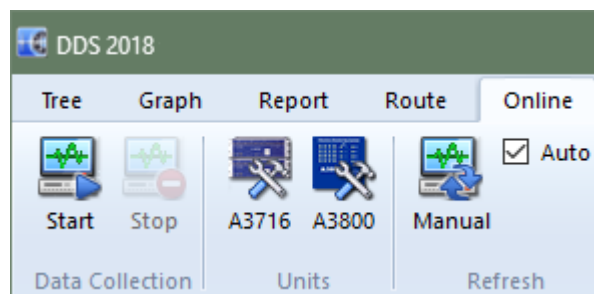 DDS 2018
Tree Graph Report Route Online
Auto
Start Stop A3716 A3800 Manual
Data Collection Units Refresh